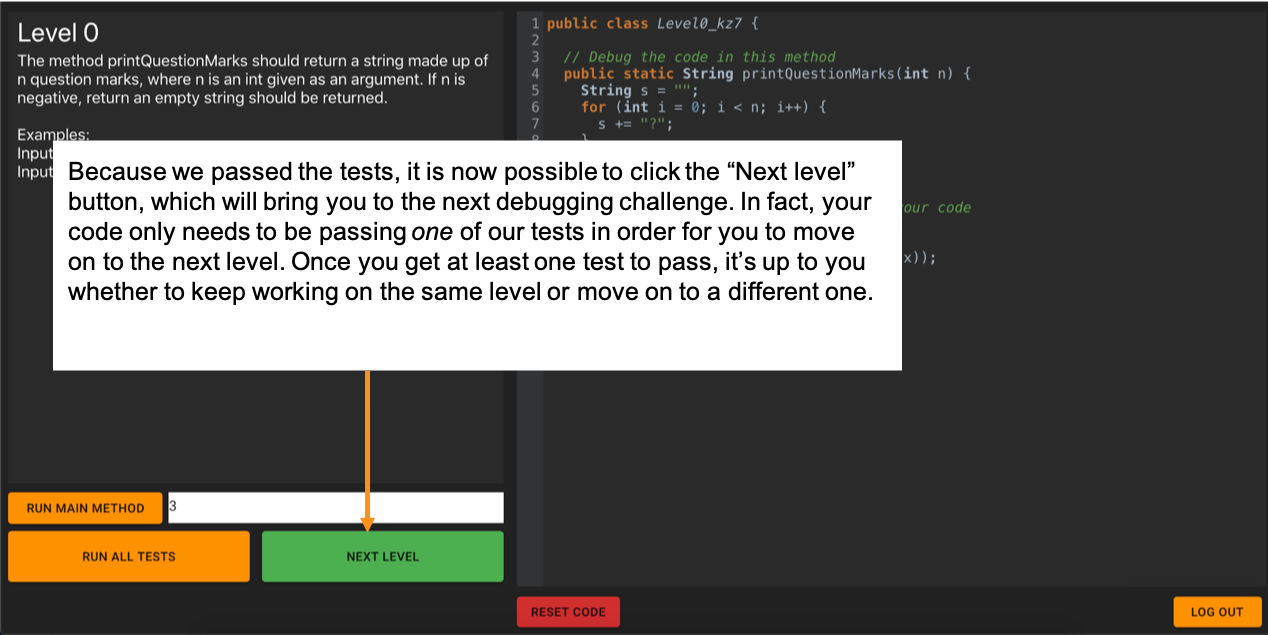 Level 0
The method printQuestionMarks should return a string made up of
n question marks, where n is an int given as an argument. If n is
negative, return an empty string should be returned.
Examples:
Input
Input
Because we passed the tests, it is now possible to click the “Next level”
button, which will bring you to the next debugging challenge. In fact, your
code only needs to be passing one of our tests in order for you to move
on to the next level. Once you get at least one test to pass, it’s up to you
whether to keep working on the same level or move on to a different one.
1 public class Level0_kz7 {
2
3 // Debug the code in this method
4 public static String printQuestionMarks(int n) {
5 String s = "";
6 for (int i = 0; i < n; i++) {
7 s += "?";
8 }
our code
x));
RUN MAIN METHOD
3
RUN ALL TESTS
NEXT LEVEL
RESET CODE
LOG OUT